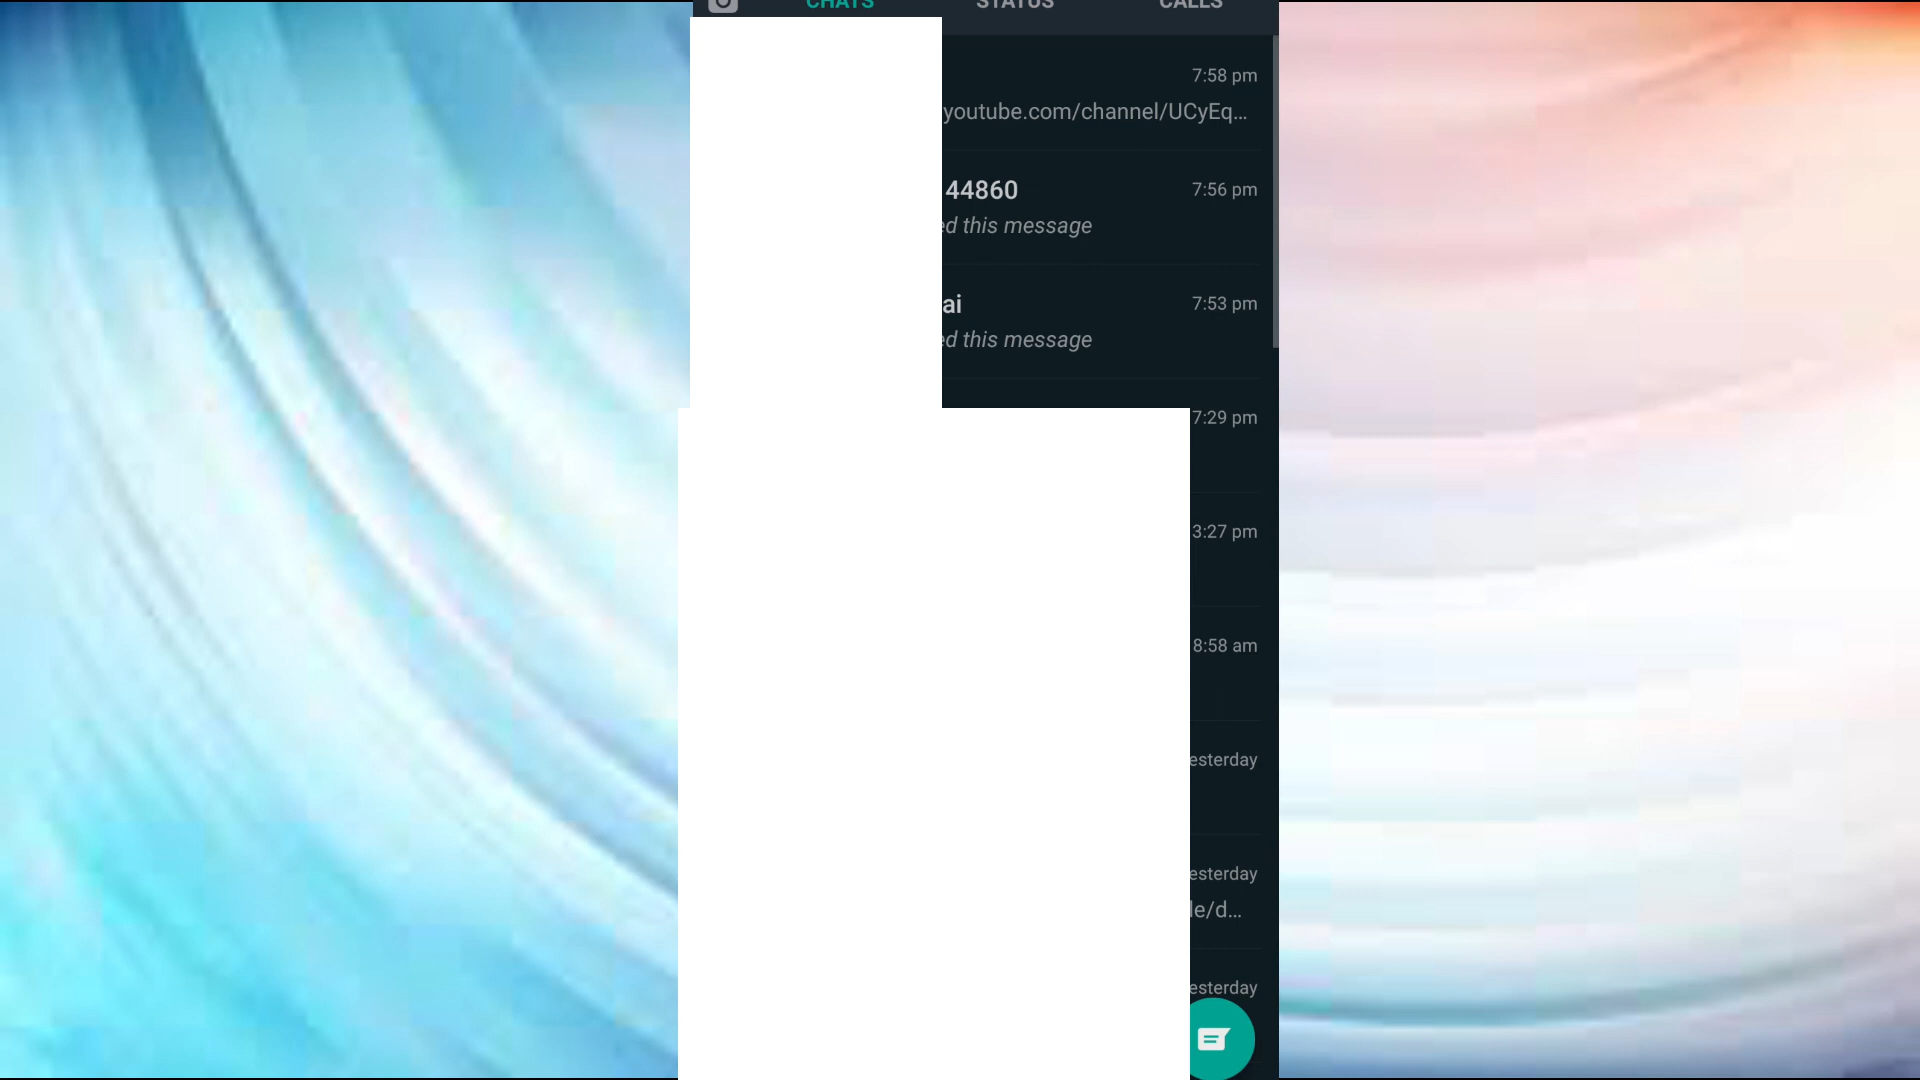 CHATS STATUS CALLS
7:58 pm
youtube.com/channel/UCyEq...
44860 7:56 pm
ed this message
ai 7:53 pm
ed this message
7:29 pm
3:27 pm
8:58 am
esterday
esterday
le/d...
esterday